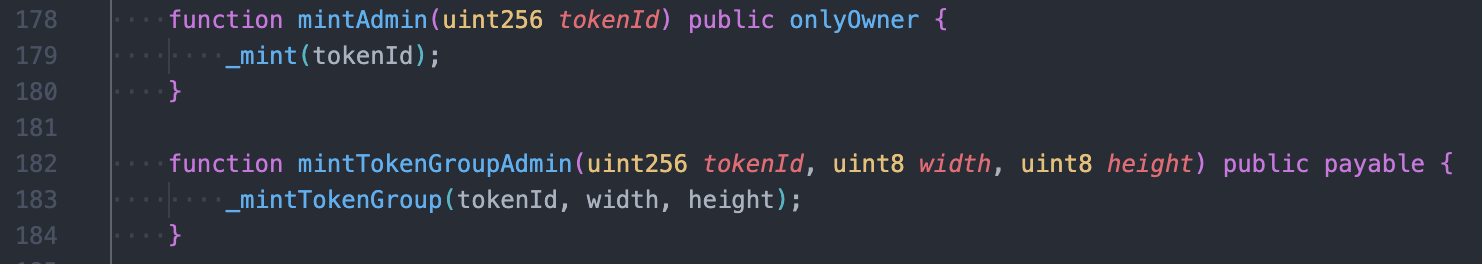 178 function mintAdmin(uint256 tokenId) public onlyOwner {
179 _mint(tokenId);
180 }
181
182 function mintTokenGroupAdmin(uint256 tokenId, uint8 width, uint8 height) public payable {
183 _mintTokenGroup(tokenId, width, height);
184 }